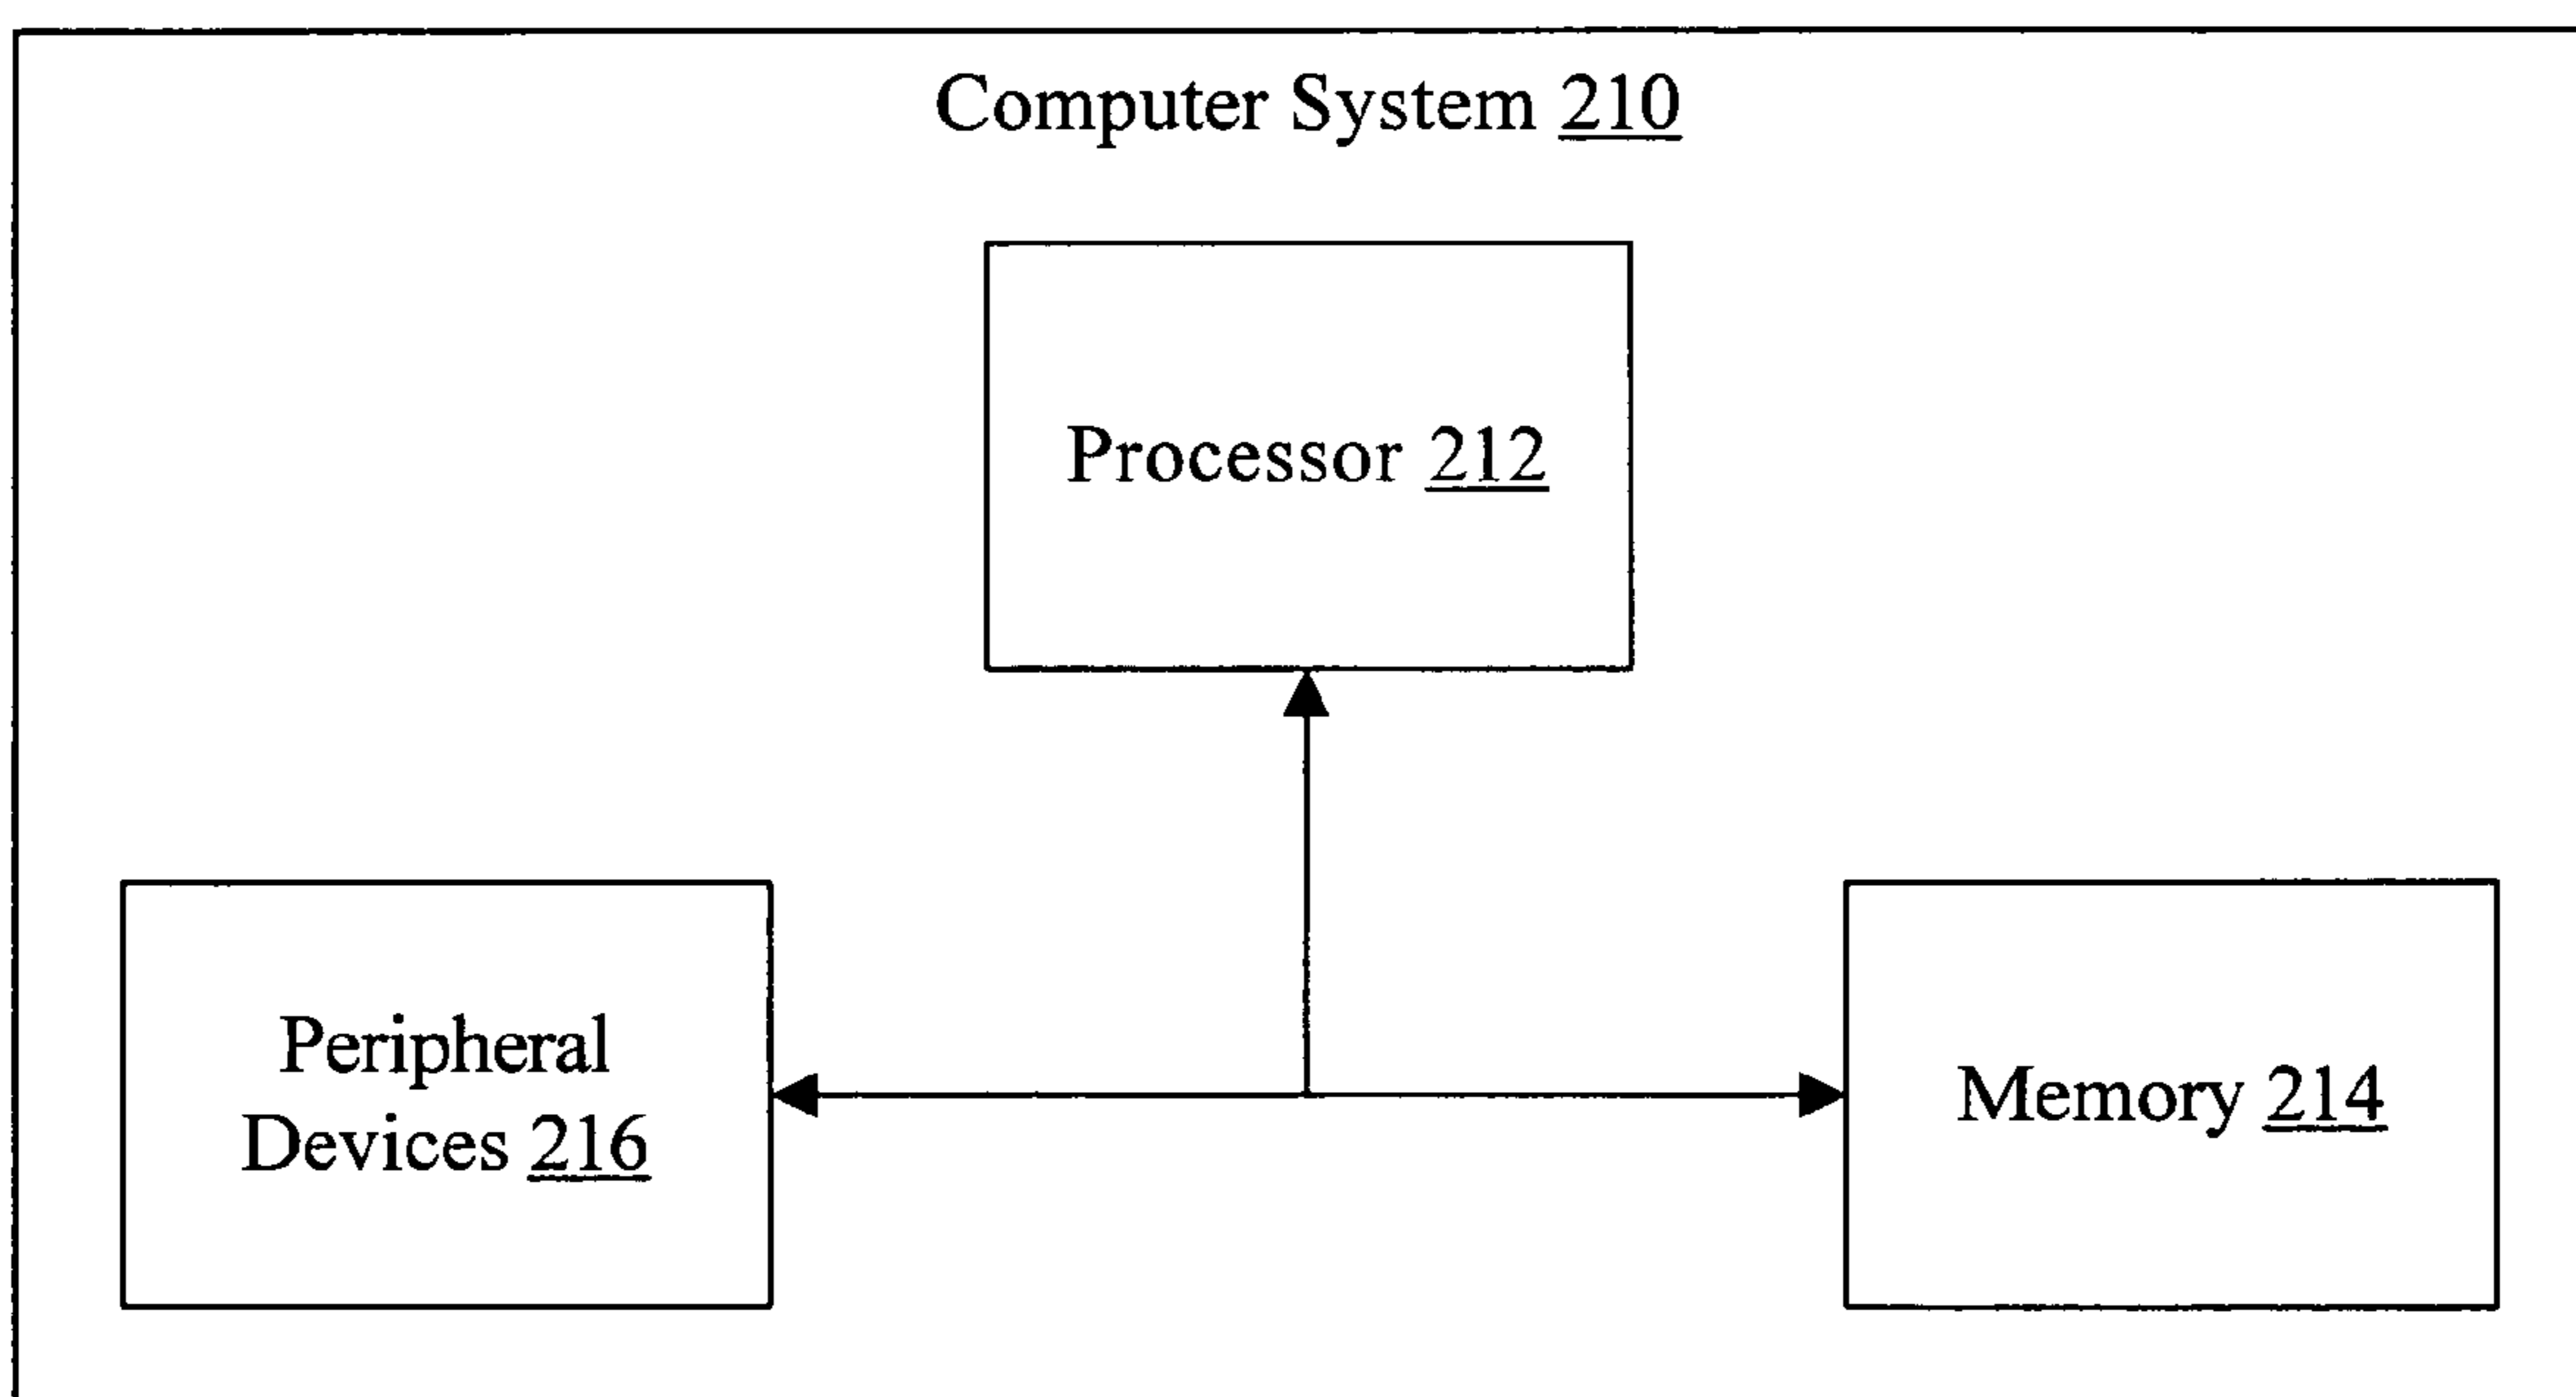 Computer System 210
Processor 212
Peripheral
Devices 216
Memory 214